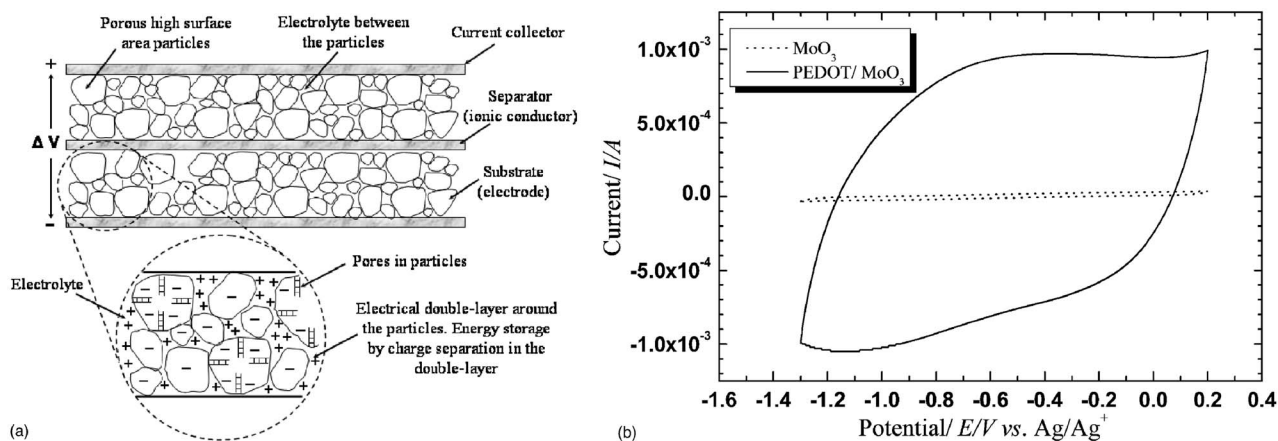 Porous high surface
area particles
Electrolyte between
the particles
Current collector
+
Δ V
-
Separator
(ionic conductor)
Substrate
(electrode)
Electrolyte
Pores in particles
Electrical double-layer around
the particles. Energy storage
by charge separation in the
double-layer
(a)
MoO₃
PEDOT/ MoO₃
Current/ I/A
1.0x10⁻³
5.0x10⁻⁴
0.0
-5.0x10⁻⁴
-1.0x10⁻³
-1.6 -1.4 -1.2 -1.0 -0.8 -0.6 -0.4 -0.2 0.0 0.2 0.4
Potential/ E/V vs. Ag/Ag⁺
(b)